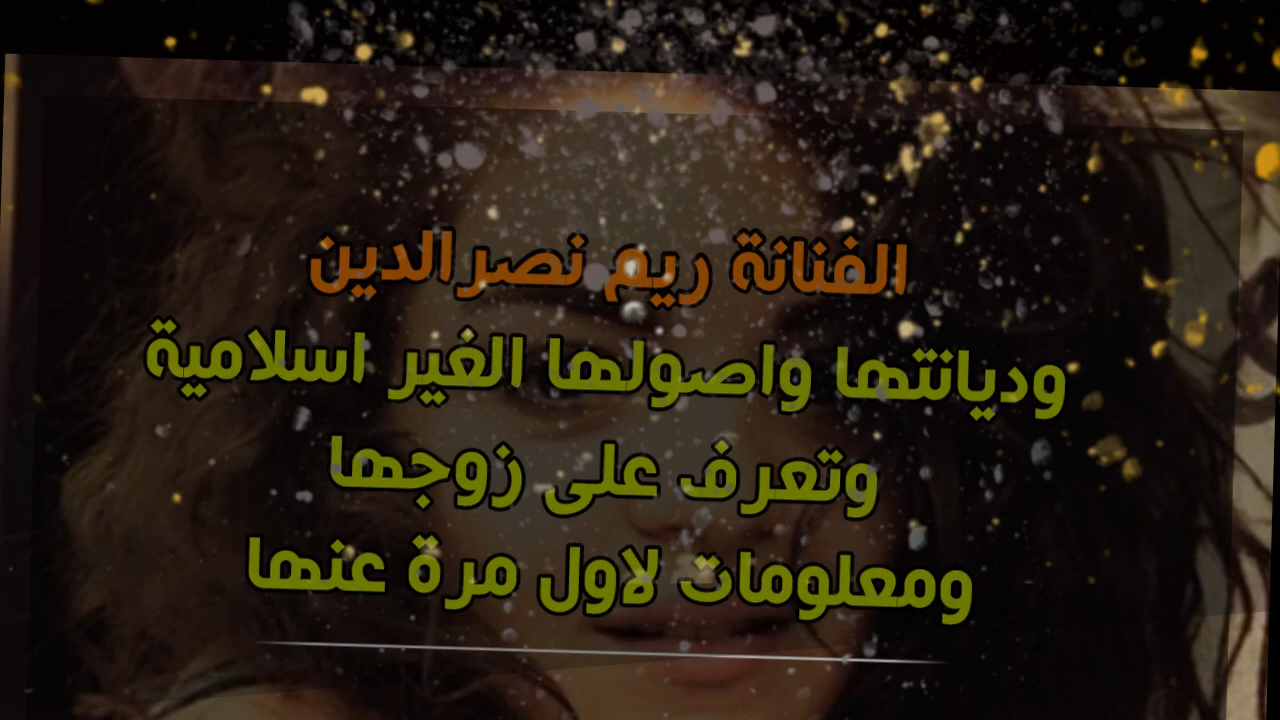 الفنانة ريم نصرالدين
وديانتها واصولها الغير اسلامية
وتعرف على زوجها
ومعلومات لاول مرة عنها